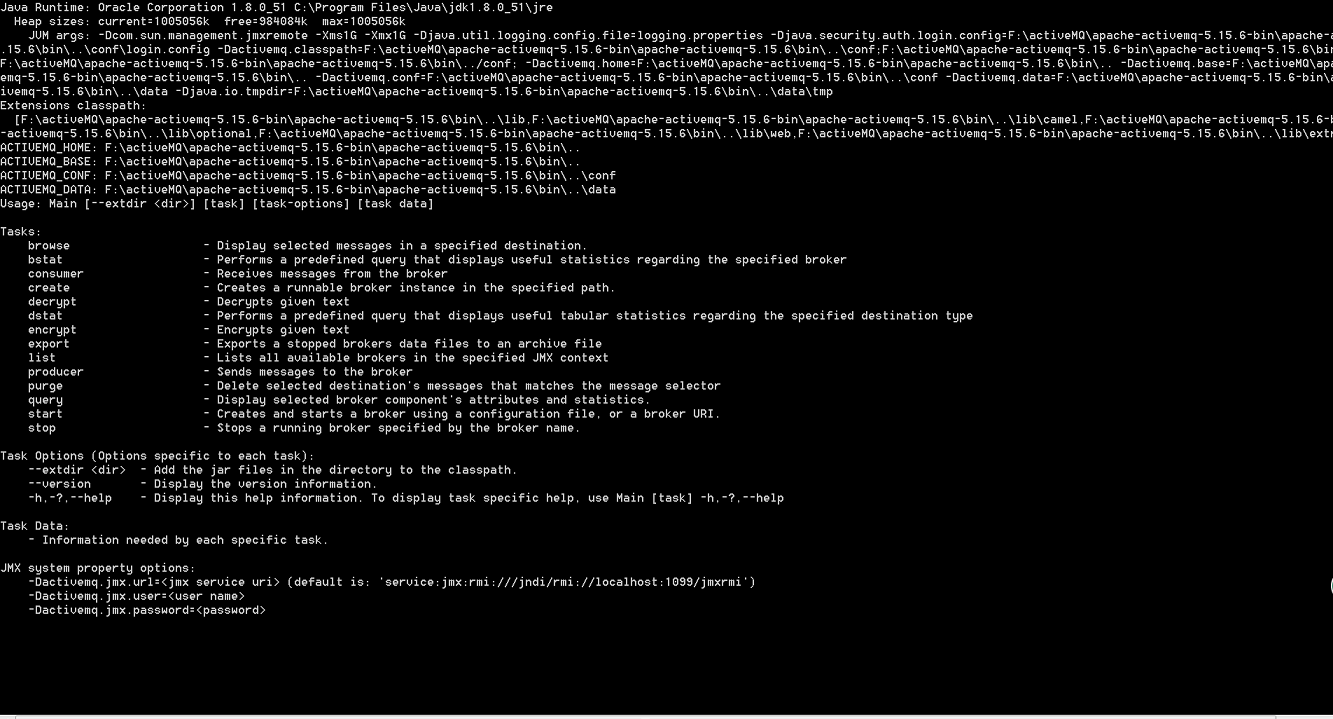 Java Runtime: Oracle Corporation 1.8.0_51 C:\Program Files\Java\jdk1.8.0_51\jre
Heap sizes: current=1005056k free=984084k max=1005056k
JVM args: -Dcom.sun.management.jmxremote -Xms1G -Xmx1G -Djava.util.logging.config.file=logging.properties -Djava.security.auth.login.config=F:\activeMQ\apache-activemq-5.15.6-bin\apache-a
.15.6\bin\..\conf\login.config -Dactivemq.classpath=F:\activeMQ\apache-activemq-5.15.6-bin\apache-activemq-5.15.6\bin\..\conf;F:\activeMQ\apache-activemq-5.15.6-bin\apache-activemq-5.15.6\bin
F:\activeMQ\apache-activemq-5.15.6-bin\apache-activemq-5.15.6\bin\../conf; -Dactivemq.home=F:\activeMQ\apache-activemq-5.15.6-bin\apache-activemq-5.15.6\bin\.. -Dactivemq.base=F:\activeMQ\apa
emq-5.15.6-bin\apache-activemq-5.15.6\bin\.. -Dactivemq.conf=F:\activeMQ\apache-activemq-5.15.6-bin\apache-activemq-5.15.6\bin\..\conf -Dactivemq.data=F:\activeMQ\apache-activemq-5.15.6-bin\a
ivemq-5.15.6\bin\..\data -Djava.io.tmpdir=F:\activeMQ\apache-activemq-5.15.6-bin\apache-activemq-5.15.6\bin\..\data\tmp
Extensions classpath:
[F:\activeMQ\apache-activemq-5.15.6-bin\apache-activemq-5.15.6\bin\..\lib,F:\activeMQ\apache-activemq-5.15.6-bin\apache-activemq-5.15.6\bin\..\lib\camel,F:\activeMQ\apache-activemq-5.15.6-b
-activemq-5.15.6\bin\..\lib\optional,F:\activeMQ\apache-activemq-5.15.6-bin\apache-activemq-5.15.6\bin\..\lib\web,F:\activeMQ\apache-activemq-5.15.6-bin\apache-activemq-5.15.6\bin\..\lib\extr
ACTIVEMQ_HOME: F:\activeMQ\apache-activemq-5.15.6-bin\apache-activemq-5.15.6\bin\..
ACTIVEMQ_BASE: F:\activeMQ\apache-activemq-5.15.6-bin\apache-activemq-5.15.6\bin\..
ACTIVEMQ_CONF: F:\activeMQ\apache-activemq-5.15.6-bin\apache-activemq-5.15.6\bin\..\conf
ACTIVEMQ_DATA: F:\activeMQ\apache-activemq-5.15.6-bin\apache-activemq-5.15.6\bin\..\data
Usage: Main [--extdir <dir>] [task] [task-options] [task data]
Tasks:
browse - Display selected messages in a specified destination.
bstat - Performs a predefined query that displays useful statistics regarding the specified broker
consumer - Receives messages from the broker
create - Creates a runnable broker instance in the specified path.
decrypt - Decrypts given text
dstat - Performs a predefined query that displays useful tabular statistics regarding the specified destination type
encrypt - Encrypts given text
export - Exports a stopped brokers data files to an archive file
list - Lists all available brokers in the specified JMX context
producer - Sends messages to the broker
purge - Delete selected destination's messages that matches the message selector
query - Display selected broker component's attributes and statistics.
start - Creates and starts a broker using a configuration file, or a broker URI.
stop - Stops a running broker specified by the broker name.
Task Options (Options specific to each task):
--extdir <dir> - Add the jar files in the directory to the classpath.
--version - Display the version information.
-h,-?,--help - Display this help information. To display task specific help, use Main [task] -h,-?,--help
Task Data:
- Information needed by each specific task.
JMX system property options:
-Dactivemq.jmx.url=<jmx service uri> (default is: 'service:jmx:rmi:///jndi/rmi://localhost:1099/jmxrmi')
-Dactivemq.jmx.user=<user name>
-Dactivemq.jmx.password=<password>